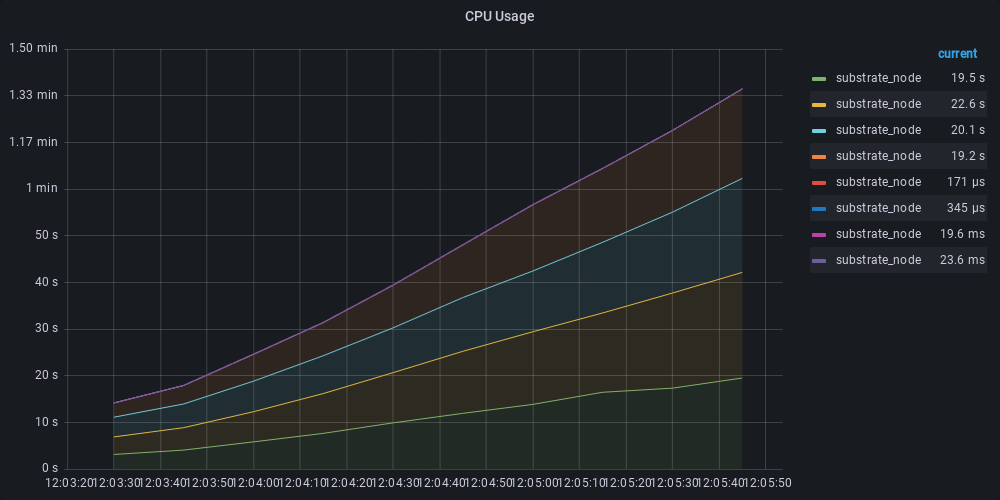 CPU Usage
1.50 min
1.33 min
1.17 min
1 min
50 s
40 s
30 s
20 s
10 s
0 s
12:03:20 12:03:30 12:03:40 12:03:50 12:04:00 12:04:10 12:04:20 12:04:30 12:04:40 12:04:50 12:05:00 12:05:10 12:05:20 12:05:30 12:05:40 12:05:50
current
substrate_node 19.5 s
substrate_node 22.6 s
substrate_node 20.1 s
substrate_node 19.2 s
substrate_node 171 µs
substrate_node 345 µs
substrate_node 19.6 ms
substrate_node 23.6 ms